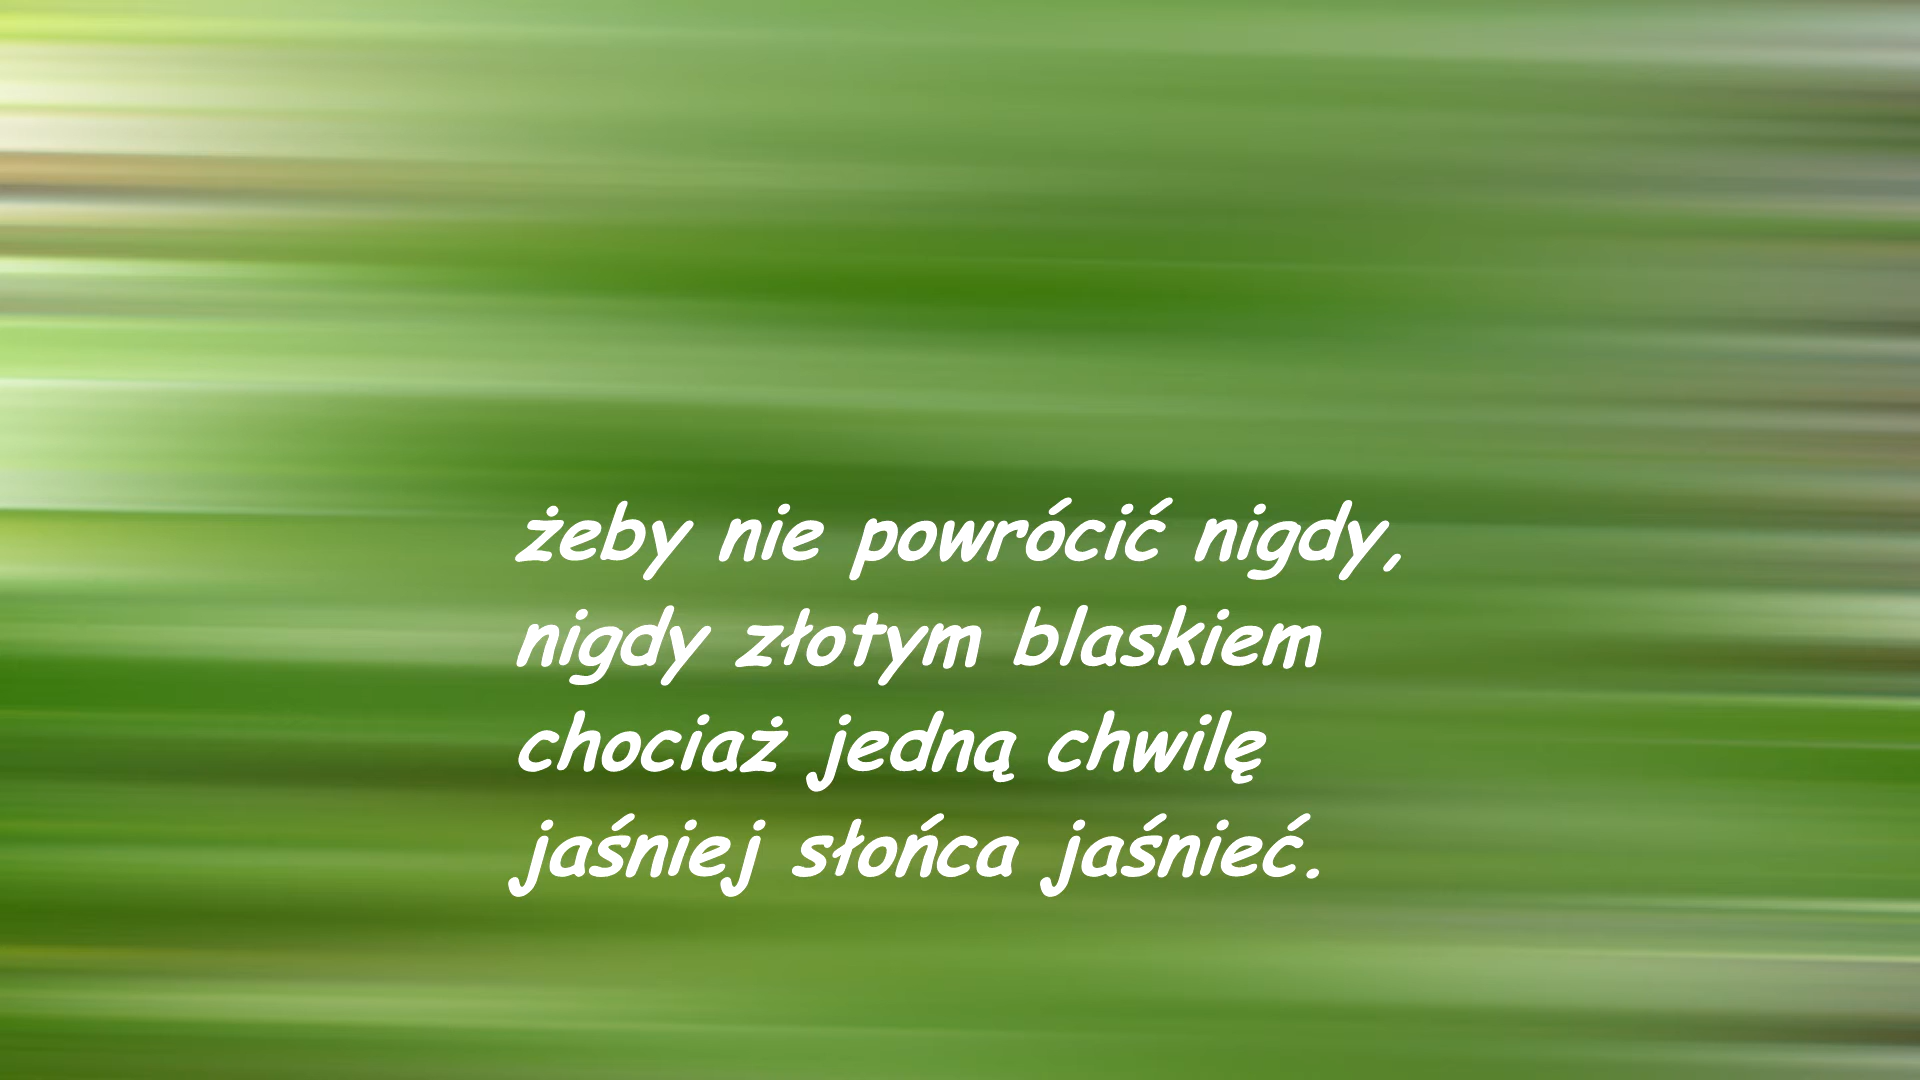 żeby nie powrócić nigdy,
nigdy złotym blaskiem
chociaż jedną chwilę
jaśniej słońca jaśnieć.